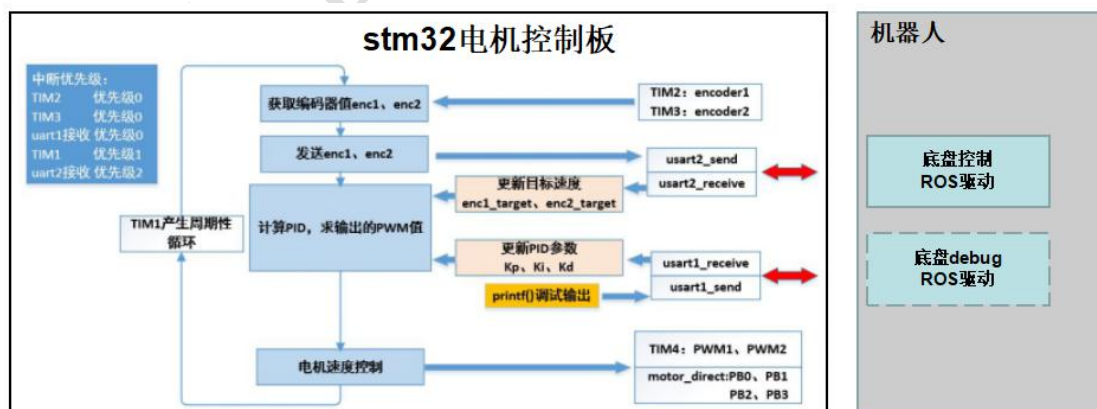 stm32电机控制板
机器人
中断优先级：
TIM2 优先级0
TIM3 优先级0
uart1接收 优先级0
TIM1 优先级1
uart2接收 优先级2
获取编码器值enc1、enc2
TIM2：encoder1
TIM3：encoder2
发送enc1、enc2
usart2_send
usart2_receive
更新目标速度
enc1_target、enc2_target
计算PID，求输出的PWM值
TIM1产生周期性
循环
更新PID参数
Kp、Ki、Kd
usart1_receive
usart1_send
printf()调试输出
电机速度控制
TIM4：PWM1、PWM2
motor_direct:PB0、PB1
PB2、PB3
底盘控制
ROS驱动
底盘debug
ROS驱动